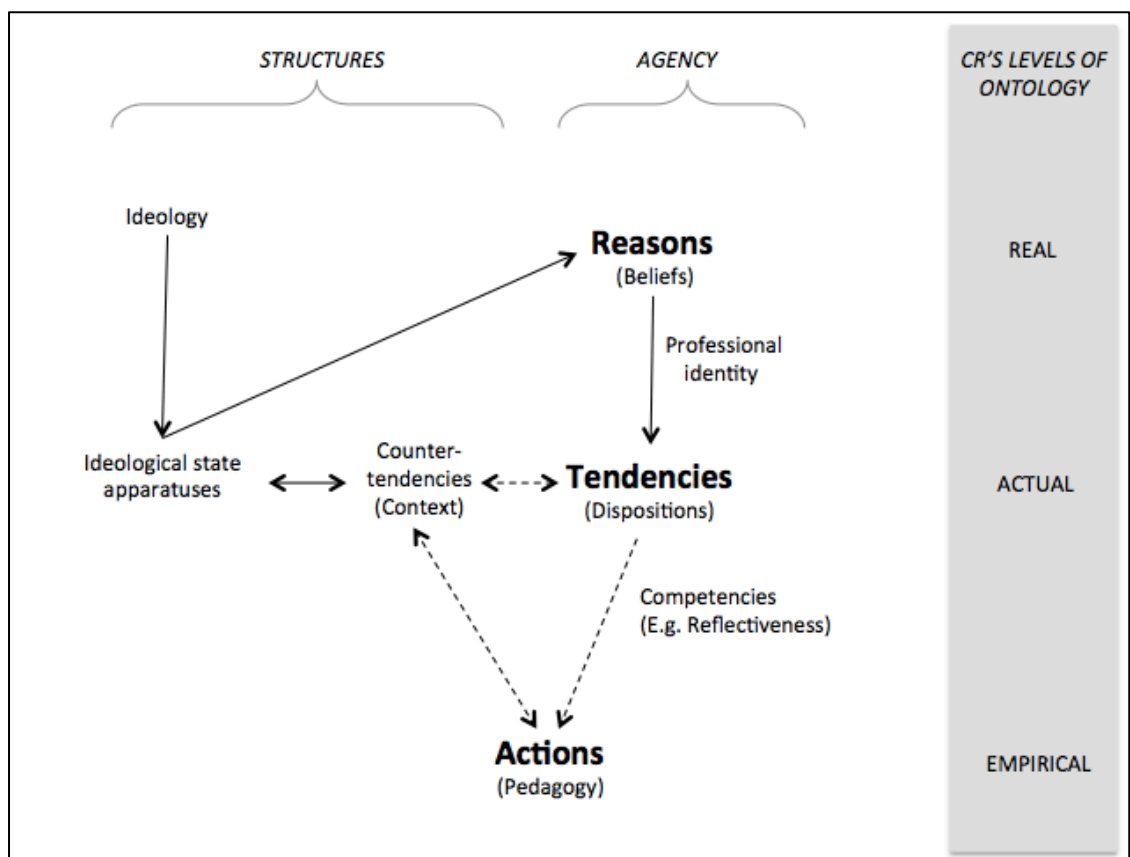 STRUCTURES
AGENCY
CR'S LEVELS OF
ONTOLOGY
Ideology
Reasons
(Beliefs)
REAL
Professional
identity
Ideological state
apparatuses
Counter-
tendencies
(Context)
Tendencies
(Dispositions)
ACTUAL
Competencies
(E.g. Reflectiveness)
Actions
(Pedagogy)
EMPIRICAL